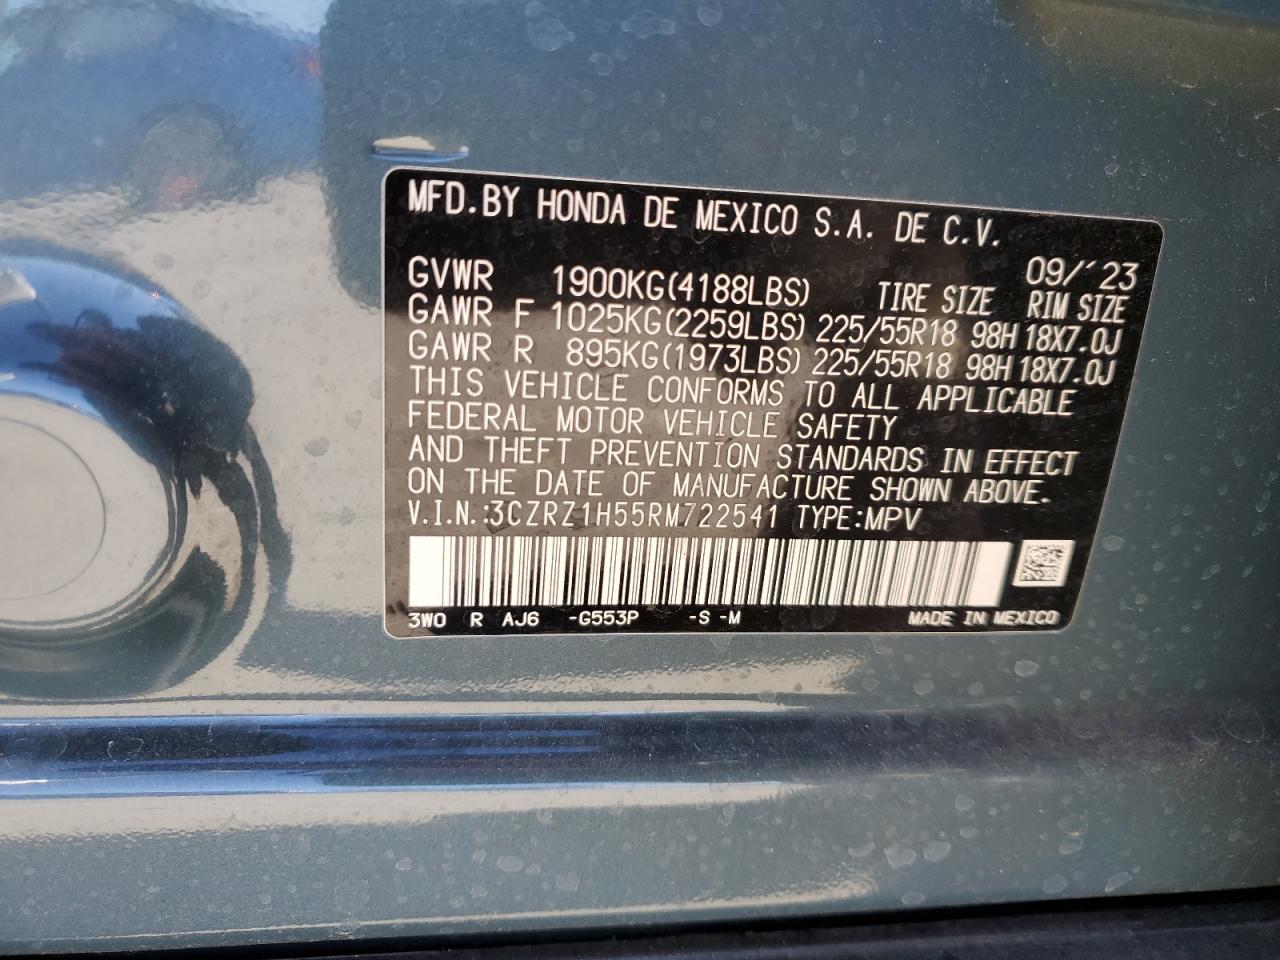 MFD.BY HONDA DE MEXICO S.A. DE C.V.
09/´23
GVWR 1900KG(4188LBS) TIRE SIZE RIM SIZE
GAWR F 1025KG(2259LBS) 225/55R18 98H 18X7.0J
GAWR R 895KG(1973LBS) 225/55R18 98H 18X7.0J
THIS VEHICLE CONFORMS TO ALL APPLICABLE
FEDERAL MOTOR VEHICLE SAFETY
AND THEFT PREVENTION STANDARDS IN EFFECT
ON THE DATE OF MANUFACTURE SHOWN ABOVE.
V.I.N.:3CZRZ1H55RM722541 TYPE:MPV
3W0 R AJ6 -G553P -S -M MADE IN MEXICO